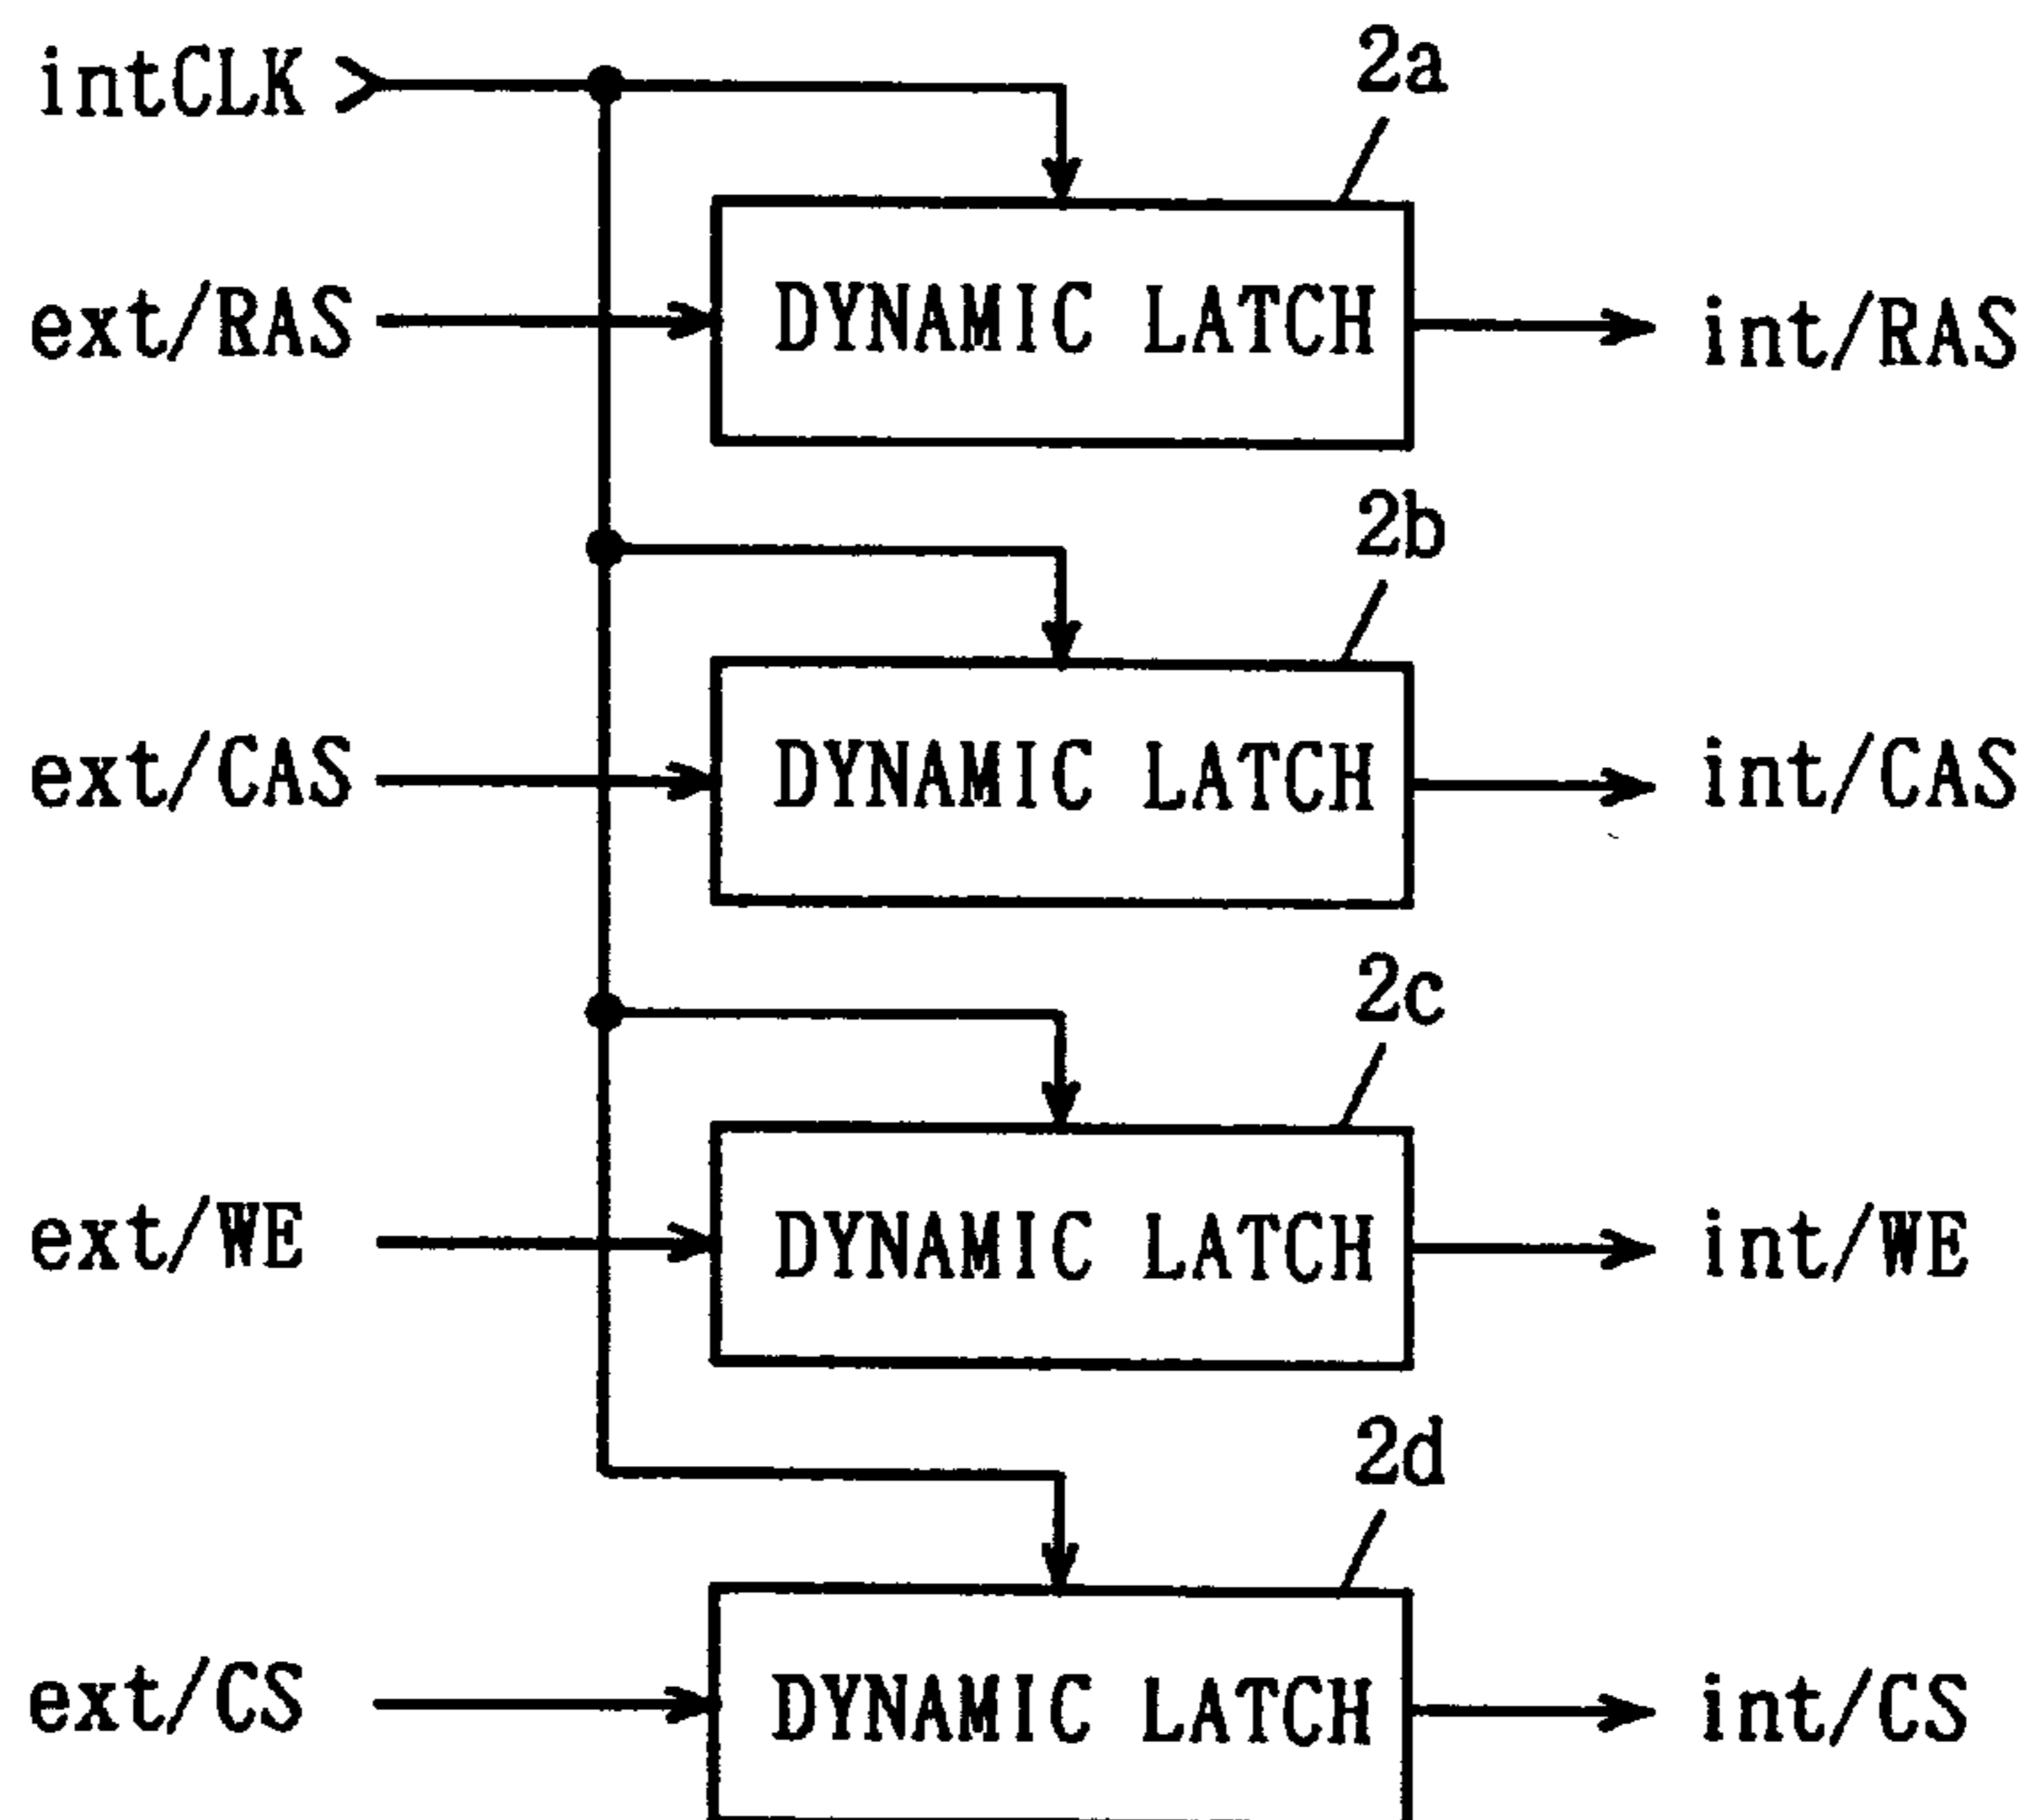 intCLK
2a
ext/RAS
DYNAMIC LATCH
int/RAS
2b
ext/CAS
DYNAMIC LATCH
int/CAS
2c
ext/WE
DYNAMIC LATCH
int/WE
2d
ext/CS
DYNAMIC LATCH
int/CS